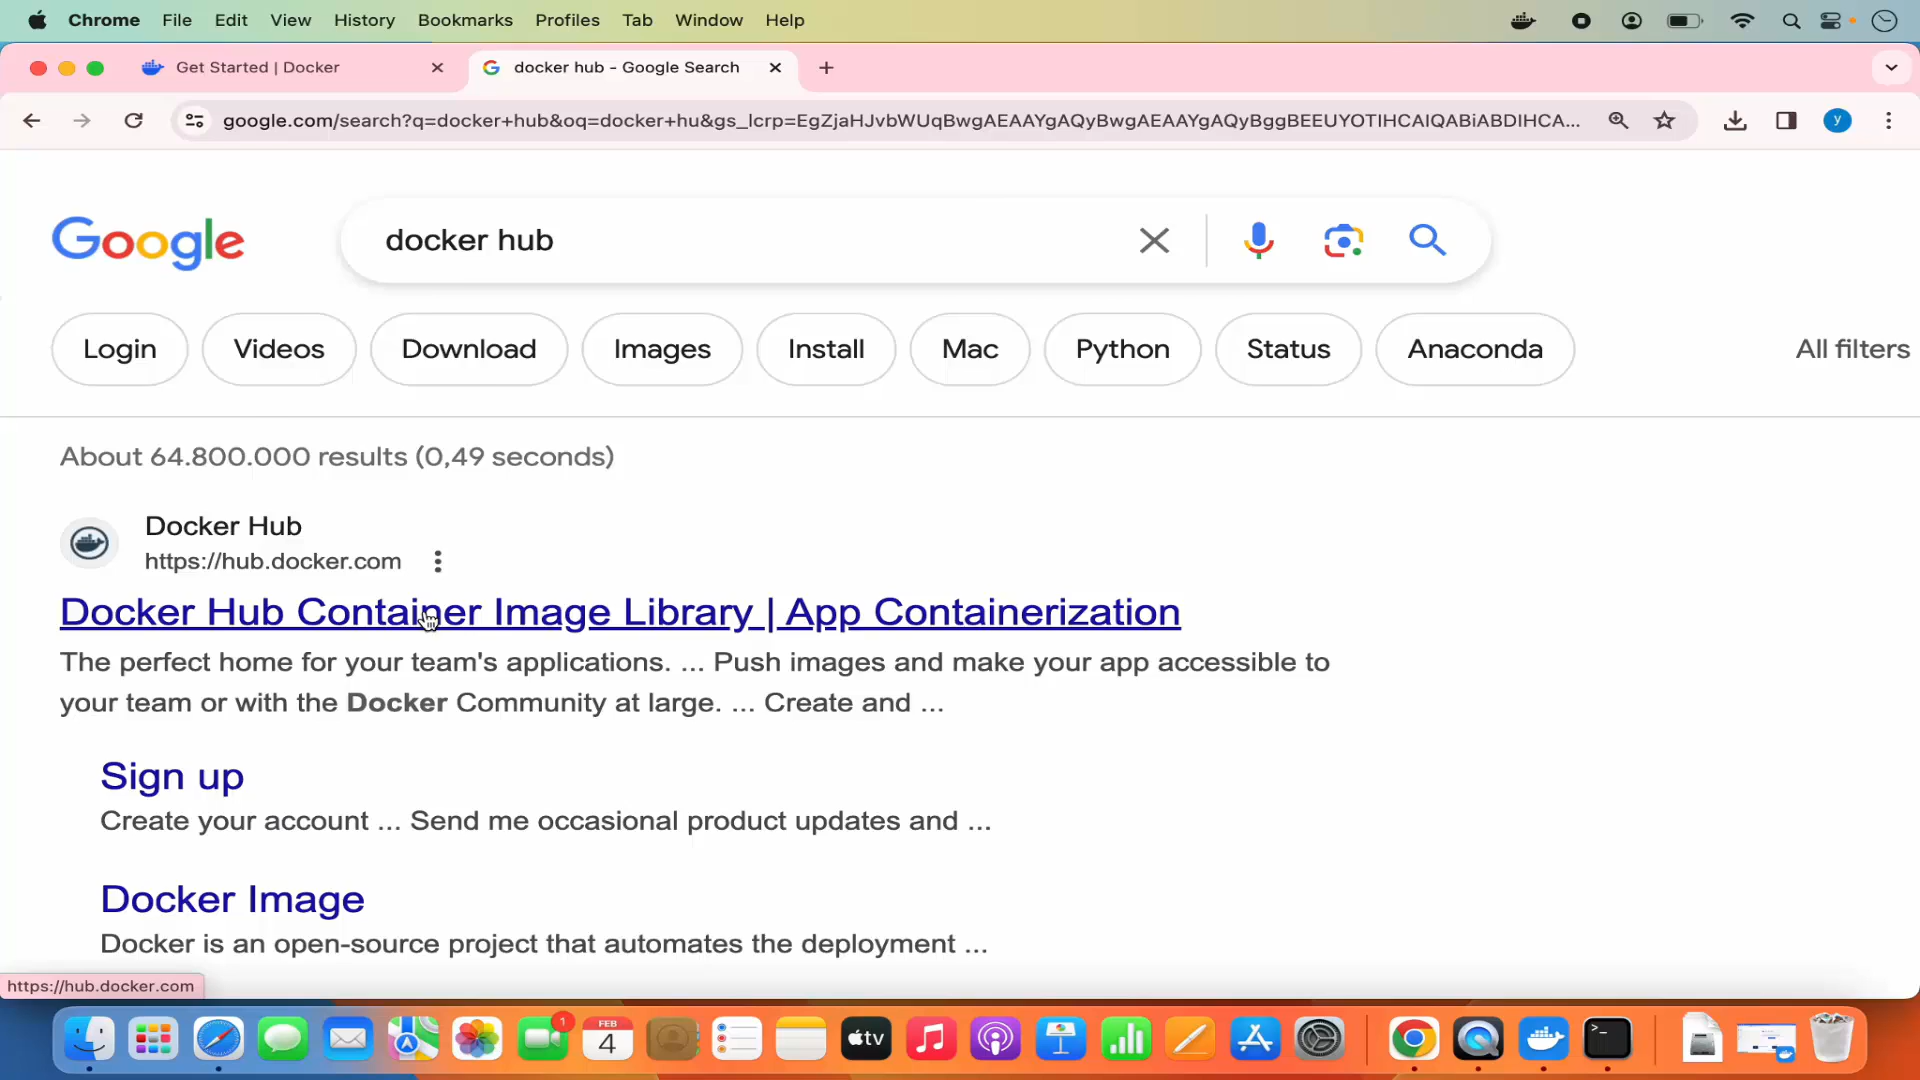 Chrome File Edit View History Bookmarks Profiles Tab Window Help
Get Started | Docker
docker hub - Google Search
google.com/search?q=docker+hub&oq=docker+hu&gs_lcrp=EgZjaHJvbWUqBwgAEAAYgAQyBwgAEAAYgAQyBggBEEUYOTIHCAIQABiABDIHCA...
y
Google
docker hub
Login Videos Download Images Install Mac Python Status Anaconda All filters
About 64.800.000 results (0,49 seconds)
Docker Hub
https://hub.docker.com
Docker Hub Container Image Library | App Containerization
The perfect home for your team's applications. ... Push images and make your app accessible to
your team or with the Docker Community at large. ... Create and ...
Sign up
Create your account ... Send me occasional product updates and ...
Docker Image
Docker is an open-source project that automates the deployment ...
https://hub.docker.com
1
FEB
4
tv